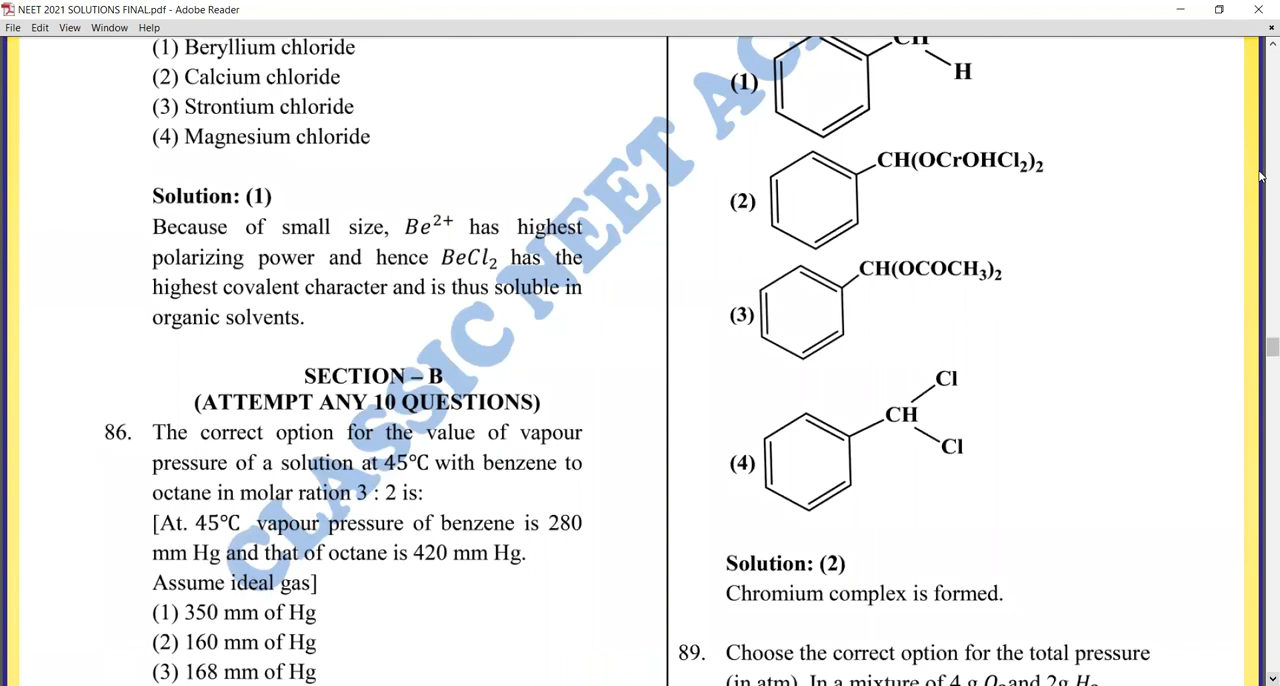 NEET 2021 SOLUTIONS FINAL.pdf - Adobe Reader
File Edit View Window Help
(1) Beryllium chloride
(2) Calcium chloride
(3) Strontium chloride
(4) Magnesium chloride
Solution: (1)
Because of small size, Be²⁺ has highest
polarizing power and hence BeCl₂ has the
highest covalent character and is thus soluble in
organic solvents.
SECTION – B
(ATTEMPT ANY 10 QUESTIONS)
86. The correct option for the value of vapour
pressure of a solution at 45°C with benzene to
octane in molar ration 3 : 2 is:
[At. 45°C vapour pressure of benzene is 280
mm Hg and that of octane is 420 mm Hg.
Assume ideal gas]
(1) 350 mm of Hg
(2) 160 mm of Hg
(3) 168 mm of Hg
CH
H
(1)
CH(OCrOHCl₂)₂
(2)
CH(OCOCH₃)₂
(3)
Cl
CH
Cl
(4)
Solution: (2)
Chromium complex is formed.
89. Choose the correct option for the total pressure
(in atm). In a mixture of 4 g O₂ and 2g H₂
CLASSIC NEET AC